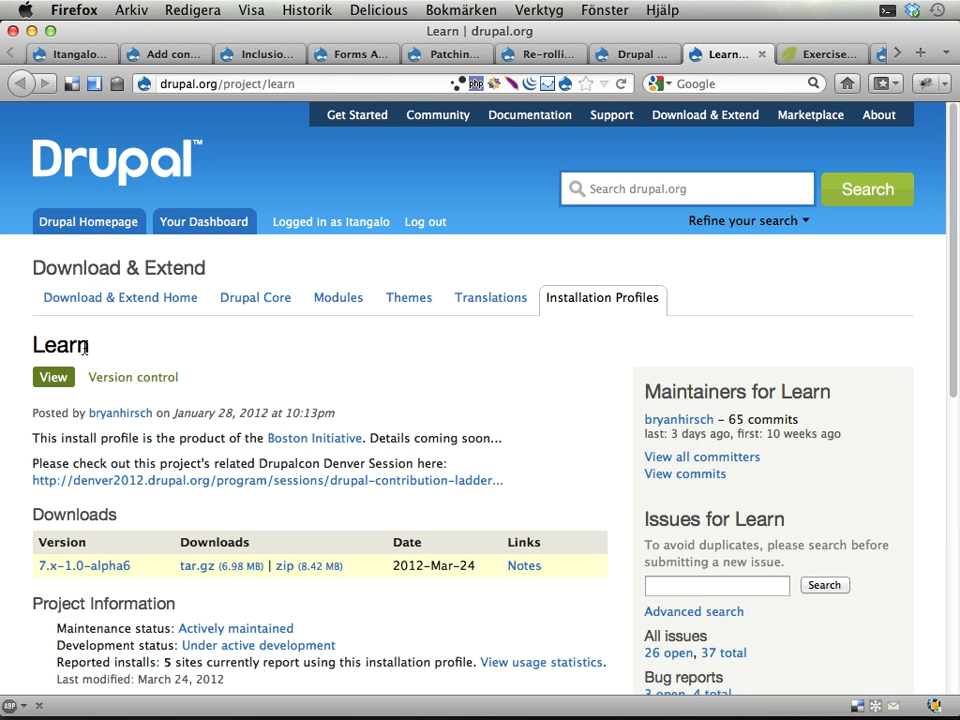 Firefox Arkiv Redigera Visa Historik Delicious Bokmärken Verktyg Fönster Hjälp
Learn | drupal.org
Itangalo... Add con... Inclusio... Forms A... Patchin... Re-rolli... Drupal ... Learn... Exercise...
drupal.org/project/learn
Google
Get Started Community Documentation Support Download & Extend Marketplace About
Drupal™
Search drupal.org
Search
Refine your search
Drupal Homepage Your Dashboard Logged in as Itangalo Log out
Download & Extend
Download & Extend Home Drupal Core Modules Themes Translations Installation Profiles
Learn
View Version control
Posted by bryanhirsch on January 28, 2012 at 10:13pm
This install profile is the product of the Boston Initiative. Details coming soon...
Please check out this project's related Drupalcon Denver Session here:
http://denver2012.drupal.org/program/sessions/drupal-contribution-ladder...
Downloads
Version Downloads Date Links
7.x-1.0-alpha6 tar.gz (6.98 MB) | zip (8.42 MB) 2012-Mar-24 Notes
Project Information
Maintenance status: Actively maintained
Development status: Under active development
Reported installs: 5 sites currently report using this installation profile. View usage statistics.
Last modified: March 24, 2012
Maintainers for Learn
bryanhirsch – 65 commits
last: 3 days ago, first: 10 weeks ago
View all committers
View commits
Issues for Learn
To avoid duplicates, please search before
submitting a new issue.
Search
Advanced search
All issues
26 open, 37 total
Bug reports
3 open, 4 total
ABP